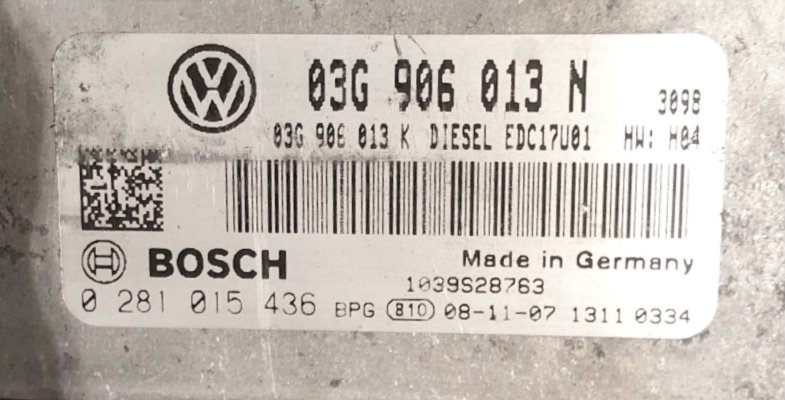 03G 906 013 N 3098
03G 906 013 K DIESEL EDC17U01 HW: H04
BOSCH Made in Germany
1039S28763
0 281 015 436 BPG 810 08-11-07 1311 0334